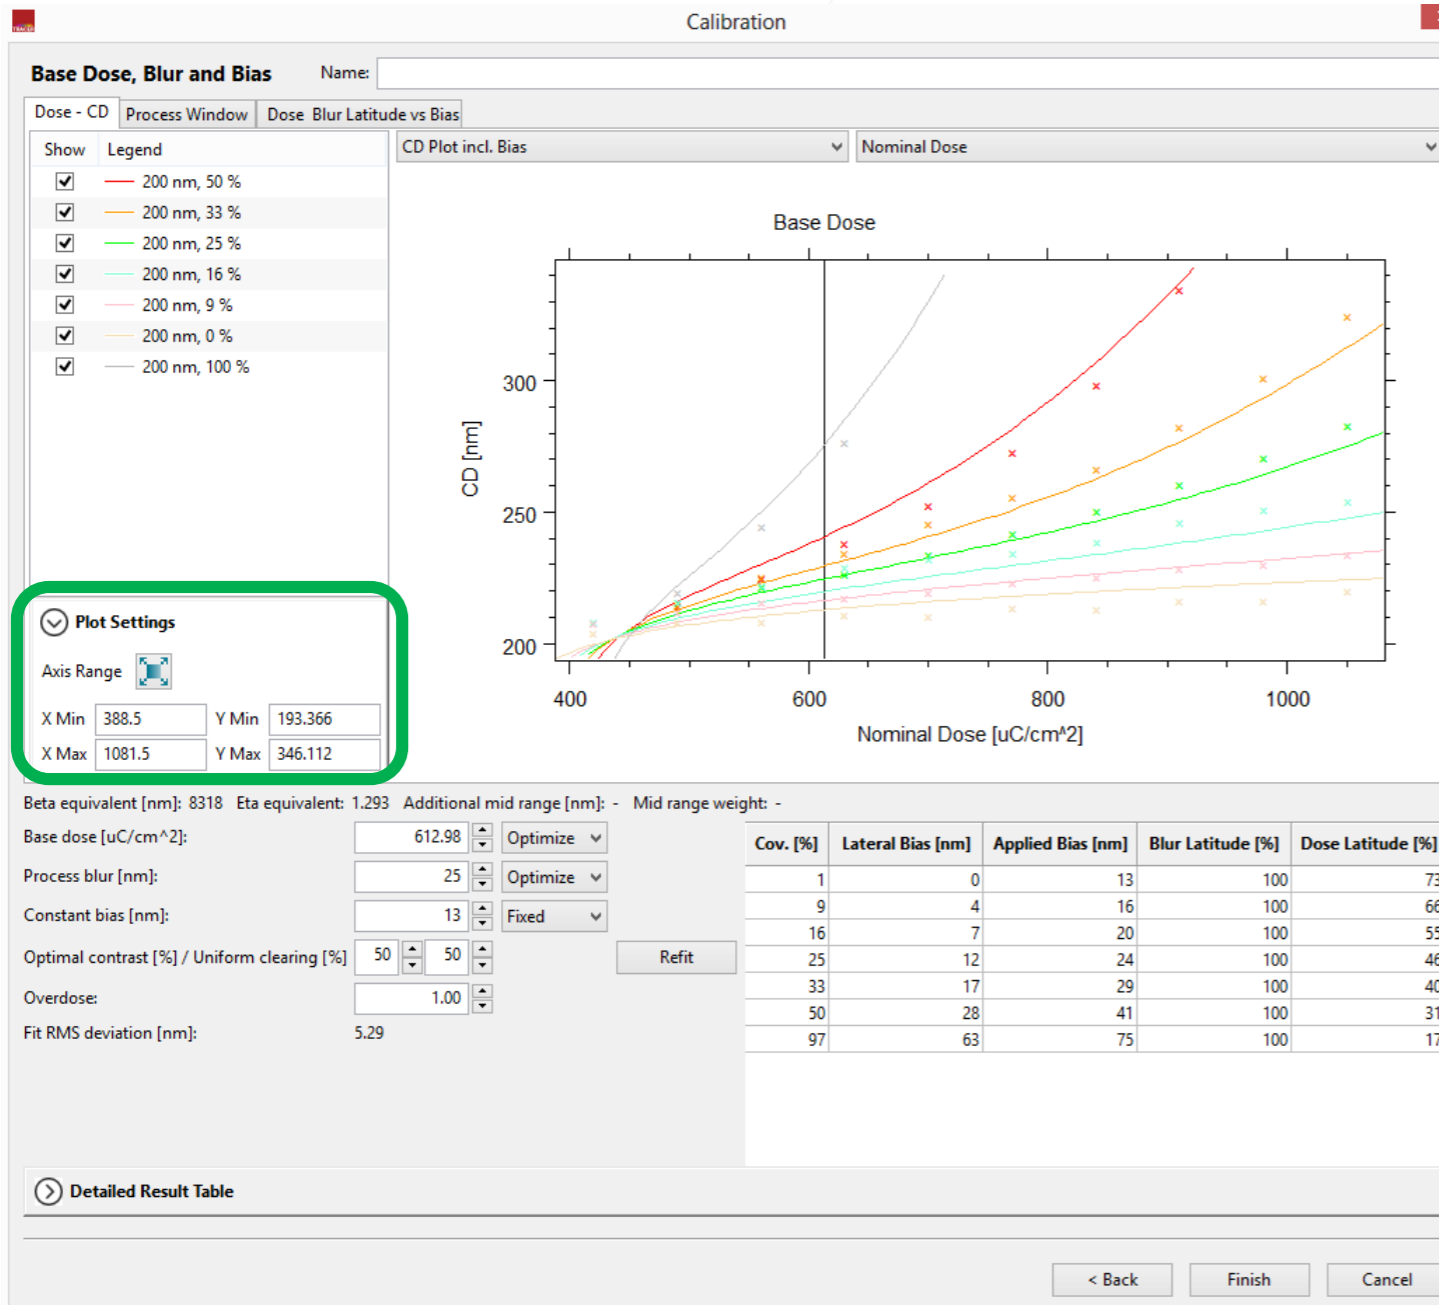 Calibration
Base Dose, Blur and Bias Name:
Dose - CD Process Window Dose Blur Latitude vs Bias
Show Legend
CD Plot incl. Bias Nominal Dose
200 nm, 50 %
200 nm, 33 %
200 nm, 25 %
200 nm, 16 %
200 nm, 9 %
200 nm, 0 %
200 nm, 100 %
Base Dose
300
250
200
CD [nm]
400 600 800 1000
Nominal Dose [uC/cm^2]
Plot Settings
Axis Range
X Min 388.5 Y Min 193.366
X Max 1081.5 Y Max 346.112
Beta equivalent [nm]: 8318 Eta equivalent: 1.293 Additional mid range [nm]: - Mid range weight: -
Base dose [uC/cm^2]: 612.98 Optimize
Process blur [nm]: 25 Optimize
Constant bias [nm]: 13 Fixed
Optimal contrast [%] / Uniform clearing [%] 50 50 Refit
Overdose: 1.00
Fit RMS deviation [nm]: 5.29
Cov. [%] Lateral Bias [nm] Applied Bias [nm] Blur Latitude [%] Dose Latitude [%]
1 0 13 100 73
9 4 16 100 66
16 7 20 100 55
25 12 24 100 46
33 17 29 100 40
50 28 41 100 31
97 63 75 100 17
Detailed Result Table
< Back Finish Cancel